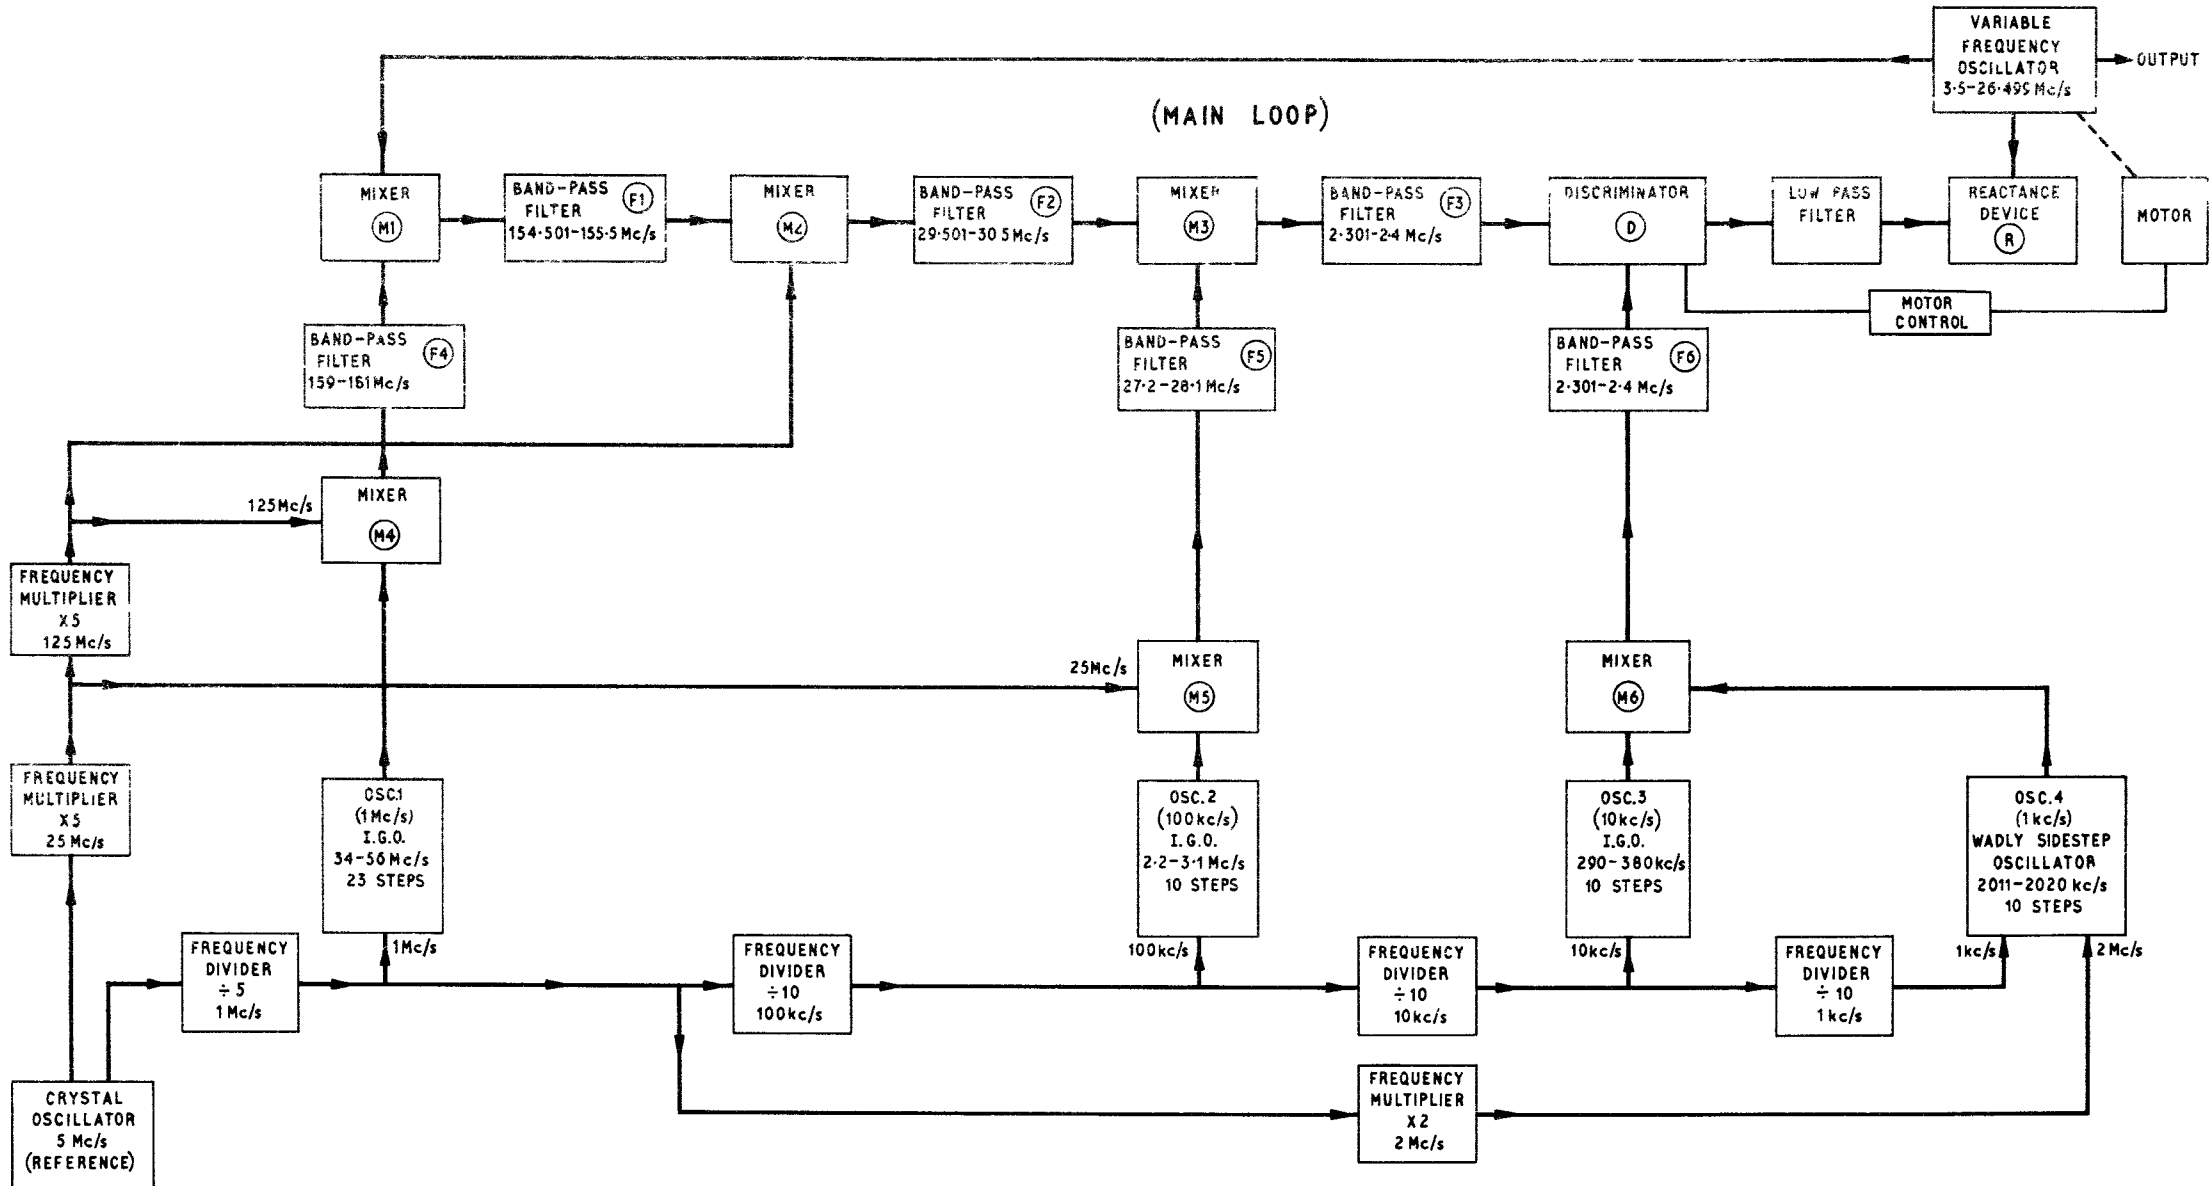 VARIABLE
FREQUENCY
OSCILLATOR
3·5-26·499 Mc/s
OUTPUT
(MAIN LOOP)
MIXER
M1
BAND-PASS
FILTER
F1
154·501-155·5 Mc/s
MIXER
M2
BAND-PASS
FILTER
F2
29·501-30 5 Mc/s
MIXER
M3
BAND-PASS
FILTER
F3
2·301-2·4 Mc/s
DISCRIMINATOR
D
LOW PASS
FILTER
REACTANCE
DEVICE
R
MOTOR
MOTOR
CONTROL
BAND-PASS
FILTER
F4
159-181 Mc/s
BAND-PASS
FILTER
F5
27·2-28·1 Mc/s
BAND-PASS
FILTER
F6
2·301-2·4 Mc/s
125 Mc/s
MIXER
M4
FREQUENCY
MULTIPLIER
X 5
125 Mc/s
25 Mc/s
MIXER
M5
MIXER
M6
FREQUENCY
MULTIPLIER
X 5
25 Mc/s
OSC.1
(1 Mc/s)
I.G.O.
34-56 Mc/s
23 STEPS
OSC.2
(100 kc/s)
I.G.O.
2·2-3·1 Mc/s
10 STEPS
OSC.3
(10 kc/s)
I.G.O.
290-380 kc/s
10 STEPS
OSC.4
(1 kc/s)
WADLY SIDESTEP
OSCILLATOR
2011-2020 kc/s
10 STEPS
FREQUENCY
DIVIDER
÷ 5
1 Mc/s
1 Mc/s
FREQUENCY
DIVIDER
÷10
100 kc/s
100 kc/s
FREQUENCY
DIVIDER
÷10
10 kc/s
10 kc/s
FREQUENCY
DIVIDER
÷ 10
1 kc/s
1 kc/s
2 Mc/s
CRYSTAL
OSCILLATOR
5 Mc/s
(REFERENCE)
FREQUENCY
MULTIPLIER
X 2
2 Mc/s